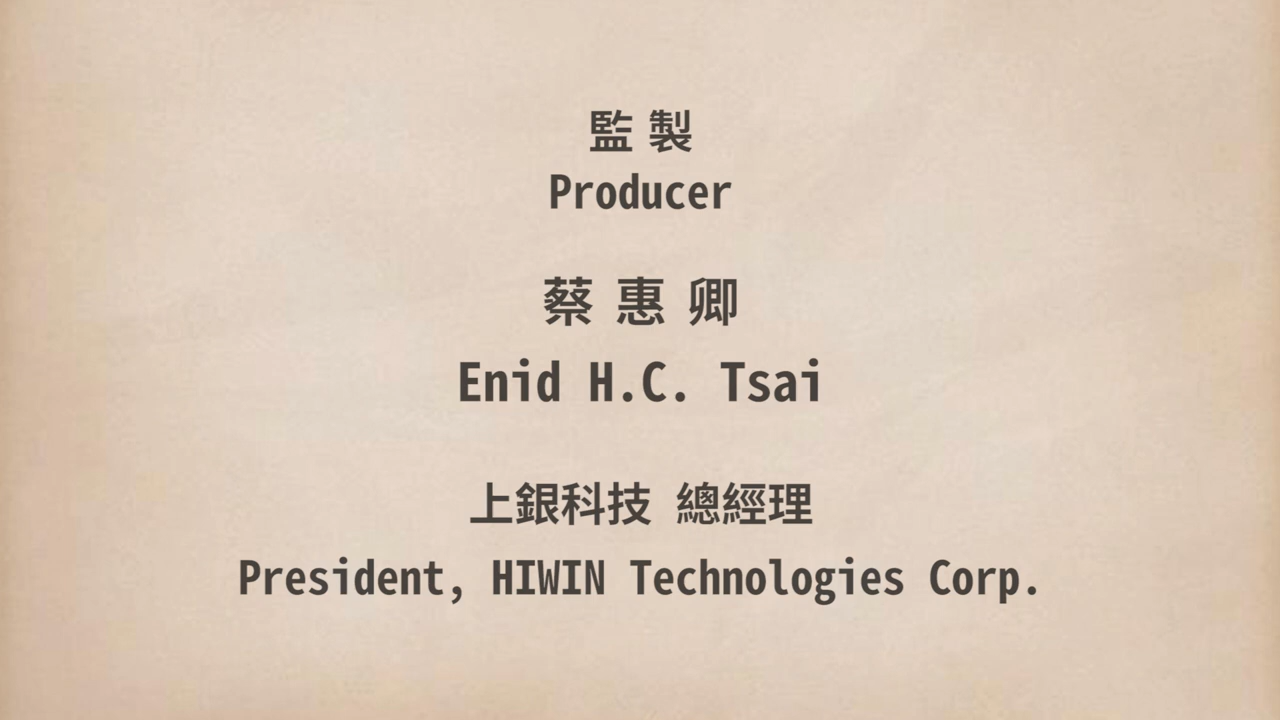 監製
Producer
蔡惠卿
Enid H.C. Tsai
上銀科技 總經理
President, HIWIN Technologies Corp.